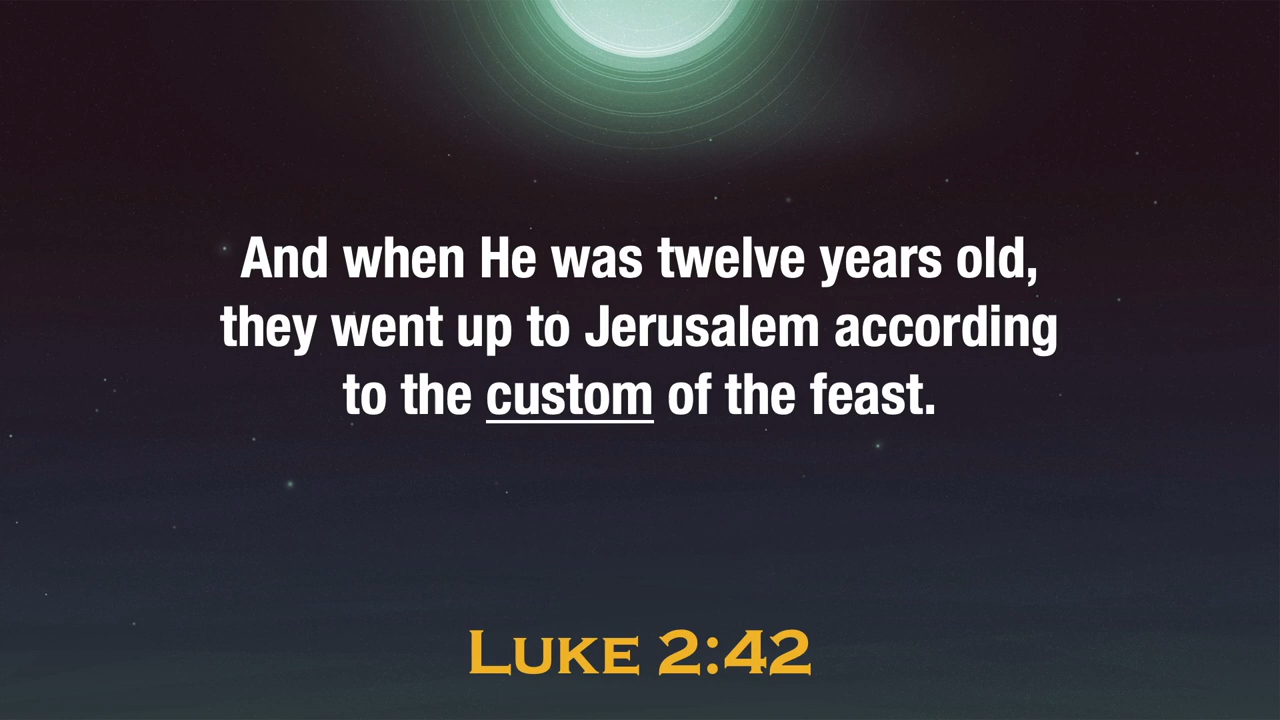 And when He was twelve years old,
they went up to Jerusalem according
to the custom of the feast.
Luke 2:42